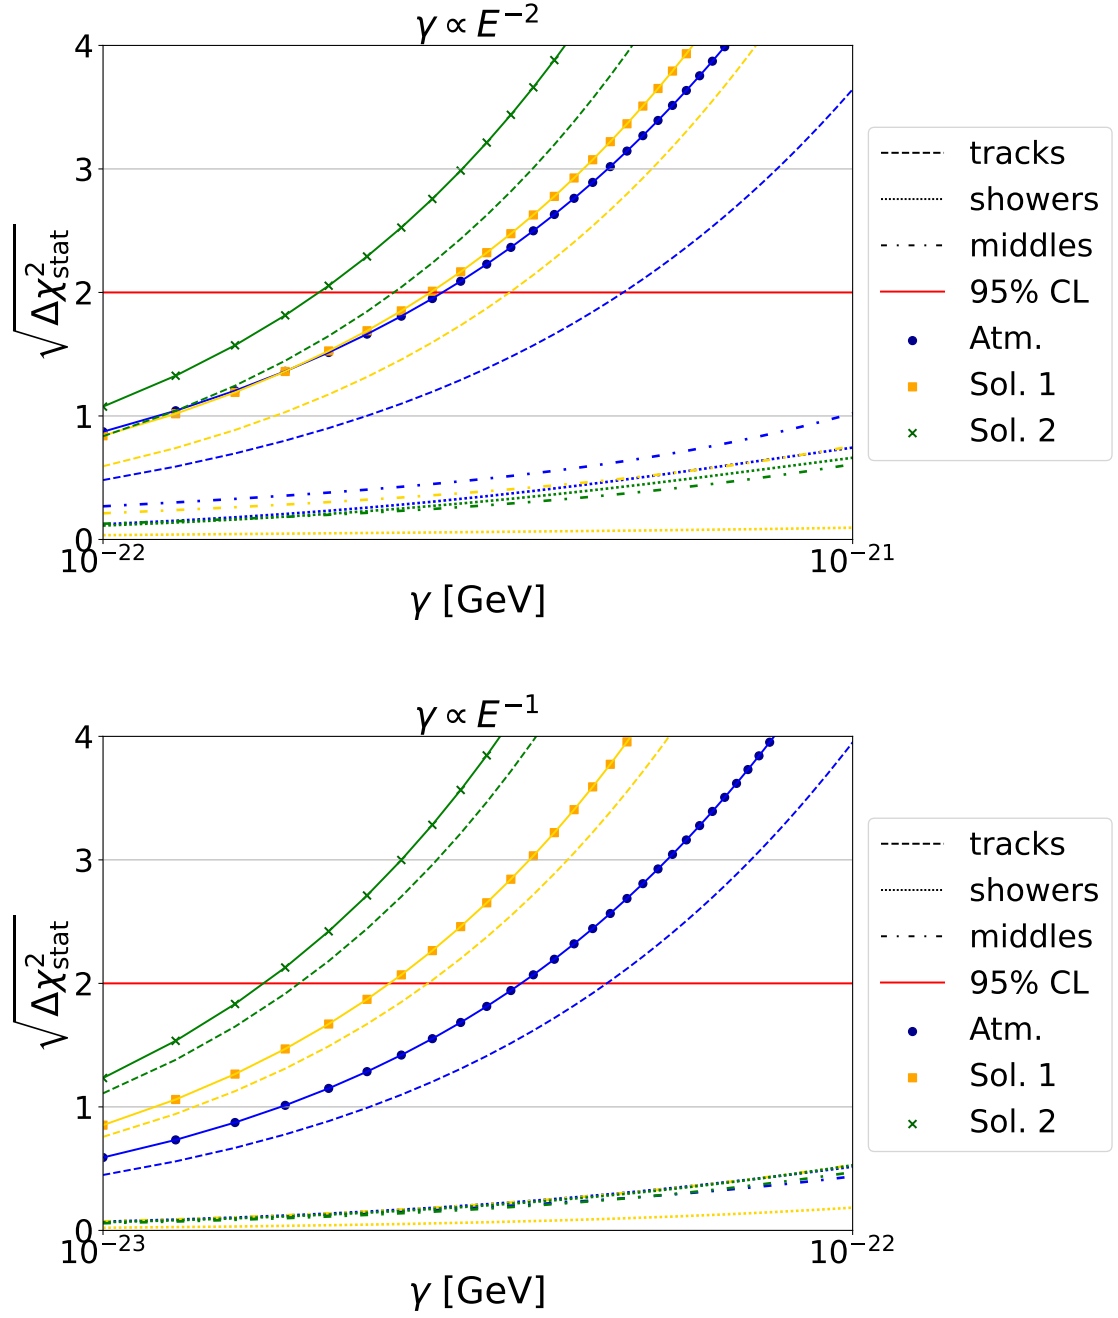 γ ∝ E⁻²
4
3
2
1
0
√Δχ²stat
10⁻²² 10⁻²¹
γ [GeV]
tracks
showers
middles
95% CL
Atm.
Sol. 1
Sol. 2
γ ∝ E⁻¹
4
3
2
1
0
√Δχ²stat
10⁻²³ 10⁻²²
γ [GeV]
tracks
showers
middles
95% CL
Atm.
Sol. 1
Sol. 2